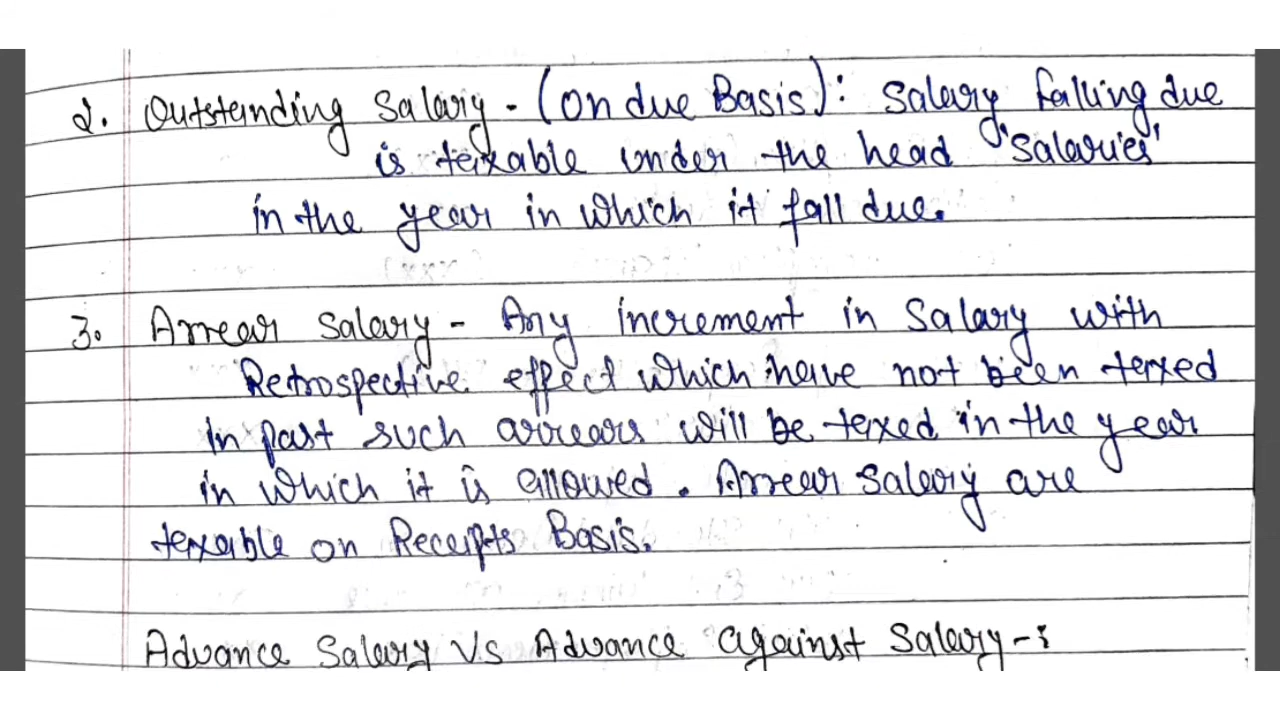 2. Outstanding Salary - (on due Basis): Salary falling due
is taxable under the head "Salaries"
in the year in which it fall due.
3. Arrear Salary - Any increment in Salary with
Retrospective effect which have not been taxed
in past such arrears will be taxed in the year
in which it is allowed. Arrear Salary are
taxable on Receipts Basis.
Advance Salary Vs Advance against Salary-: